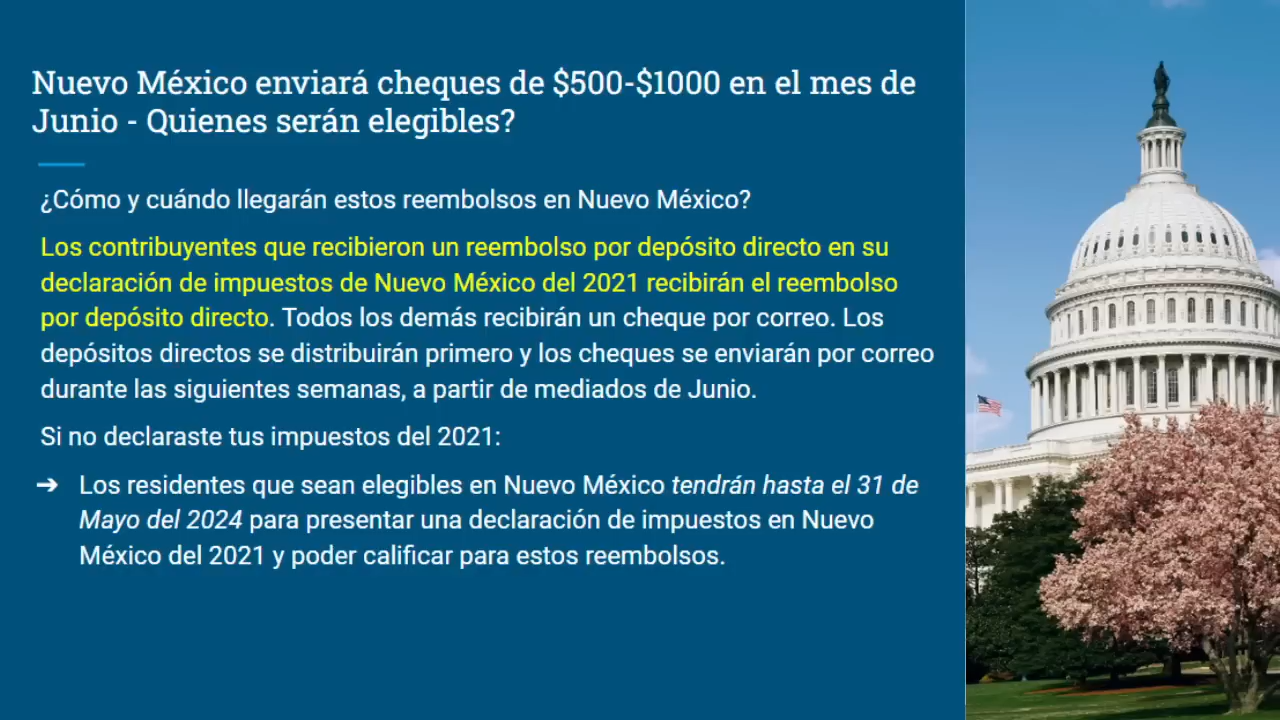 Nuevo México enviará cheques de $500-$1000 en el mes de
Junio - Quienes serán elegibles?
¿Cómo y cuándo llegarán estos reembolsos en Nuevo México?
Los contribuyentes que recibieron un reembolso por depósito directo en su
declaración de impuestos de Nuevo México del 2021 recibirán el reembolso
por depósito directo. Todos los demás recibirán un cheque por correo. Los
depósitos directos se distribuirán primero y los cheques se enviarán por correo
durante las siguientes semanas, a partir de mediados de Junio.
Si no declaraste tus impuestos del 2021:
➔ Los residentes que sean elegibles en Nuevo México tendrán hasta el 31 de
Mayo del 2024 para presentar una declaración de impuestos en Nuevo
México del 2021 y poder calificar para estos reembolsos.